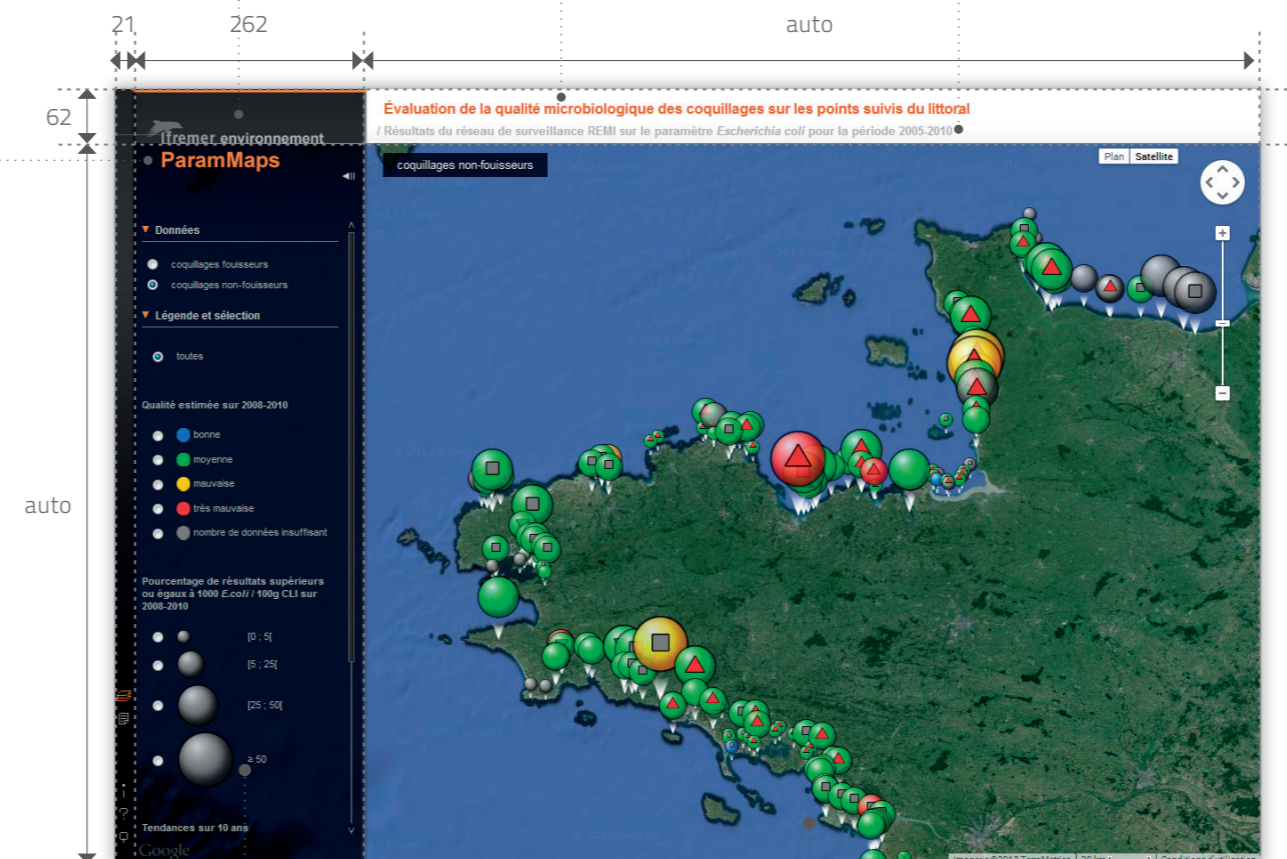 21 262 auto
62
Ifremer environnement
ParamMaps
Évaluation de la qualité microbiologique des coquillages sur les points suivis du littoral
/ Résultats du réseau de surveillance REMI sur le paramètre Escherichia coli pour la période 2005-2010
coquillages non-fouisseurs
Plan Satellite
Données
coquillages fouisseurs
coquillages non-fouisseurs
Légende et sélection
toutes
Qualité estimée sur 2008-2010
bonne
moyenne
mauvaise
très mauvaise
nombre de données insuffisant
auto
Pourcentage de résultats supérieurs
ou égaux à 1000 E.coli / 100g CLI sur
2008-2010
[0 ; 5[
[5 ; 25[
[25 ; 50[
≥ 50
Tendances sur 10 ans
Google